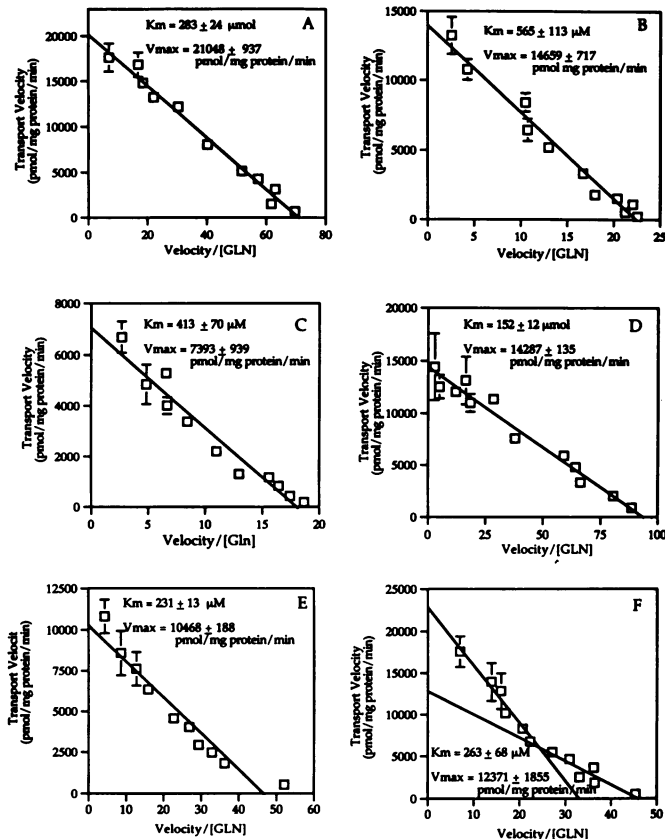 A
Km = 283 ± 24 μmol
Vmax = 21048 ± 937
pmol/mg protein/min
Transport Velocity
(pmol/mg protein/min)
20000
15000
10000
5000
0
0 20 40 60 80
Velocity/[GLN]
B
Km = 565 ± 113 μM
Vmax = 14659 ± 717
pmol/mg protein/min
Transport Velocity
(pmol/mg protein/min)
15000
10000
5000
0
0 5 10 15 20 25
Velocity/[GLN]
C
Km = 413 ± 70 μM
Vmax = 7393 ± 939
pmol/mg protein/min)
Transport Velocity
(pmol/mg protein/min)
8000
6000
4000
2000
0
0 5 10 15 20
Velocity/[Gln]
D
Km = 152 ± 12 μmol
Vmax = 14287 ± 135
pmol/mg protein/min)
Transport Velocity
(pmol/mg protein/min)
20000
15000
10000
5000
0
0 25 50 75 100
Velocity/[GLN]
E
Km = 231 ± 13 μM
Vmax = 10468 ± 188
pmol/mg protein/min)
Transport Velocit
(pmol/mg protein/min)
12500
10000
7500
5000
2500
0
0 10 20 30 40 50 60
Velocity/[GLN]
F
Km = 263 ± 68 μM
Vmax = 12371 ± 1855
pmol/mg protein/min
Transport Velocity
(pmol/mg protein/min)
25000
20000
15000
10000
5000
0
0 10 20 30 40 50
Velocity/[GLN]